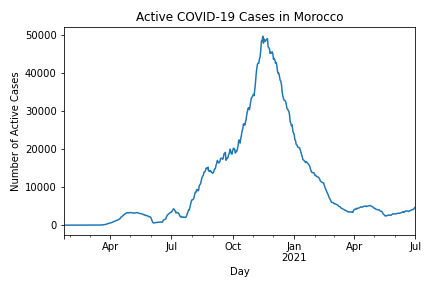 Active COVID-19 Cases in Morocco
Number of Active Cases
50000
40000
30000
20000
10000
0
Apr Jul Oct Jan Apr Jul
2021
Day